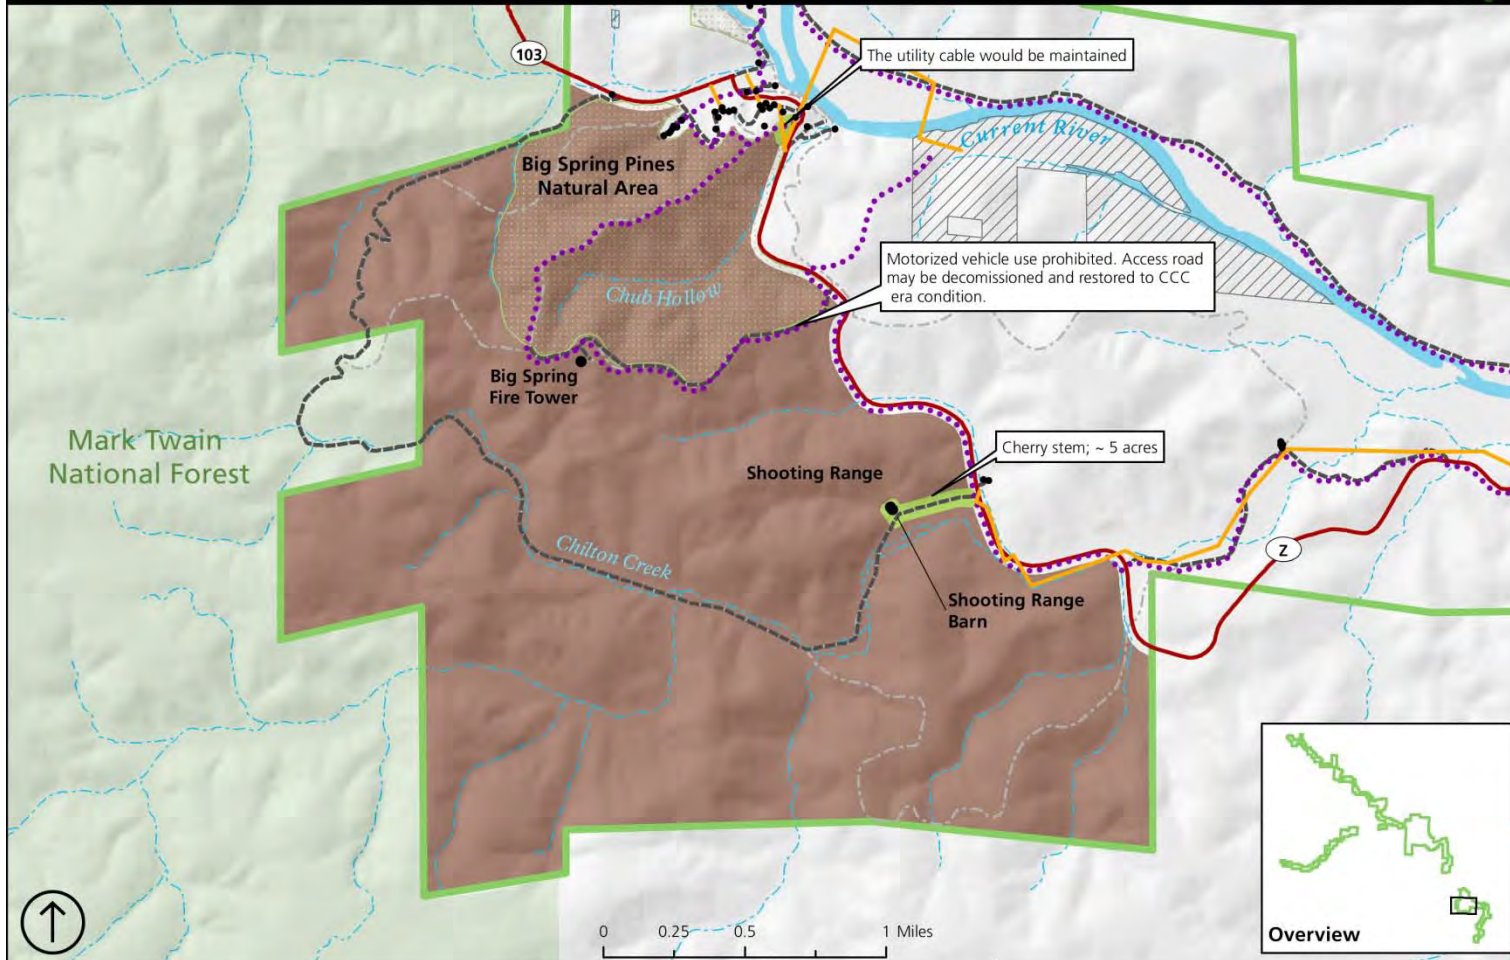 103
The utility cable would be maintained
Current River
Big Spring Pines
Natural Area
Motorized vehicle use prohibited. Access road
may be decomissioned and restored to CCC
era condition.
Chub Hollow
Big Spring
Fire Tower
Mark Twain
National Forest
Cherry stem; ~ 5 acres
Shooting Range
Chilton Creek
Z
Shooting Range
Barn
0 0.25 0.5 1 Miles
Overview